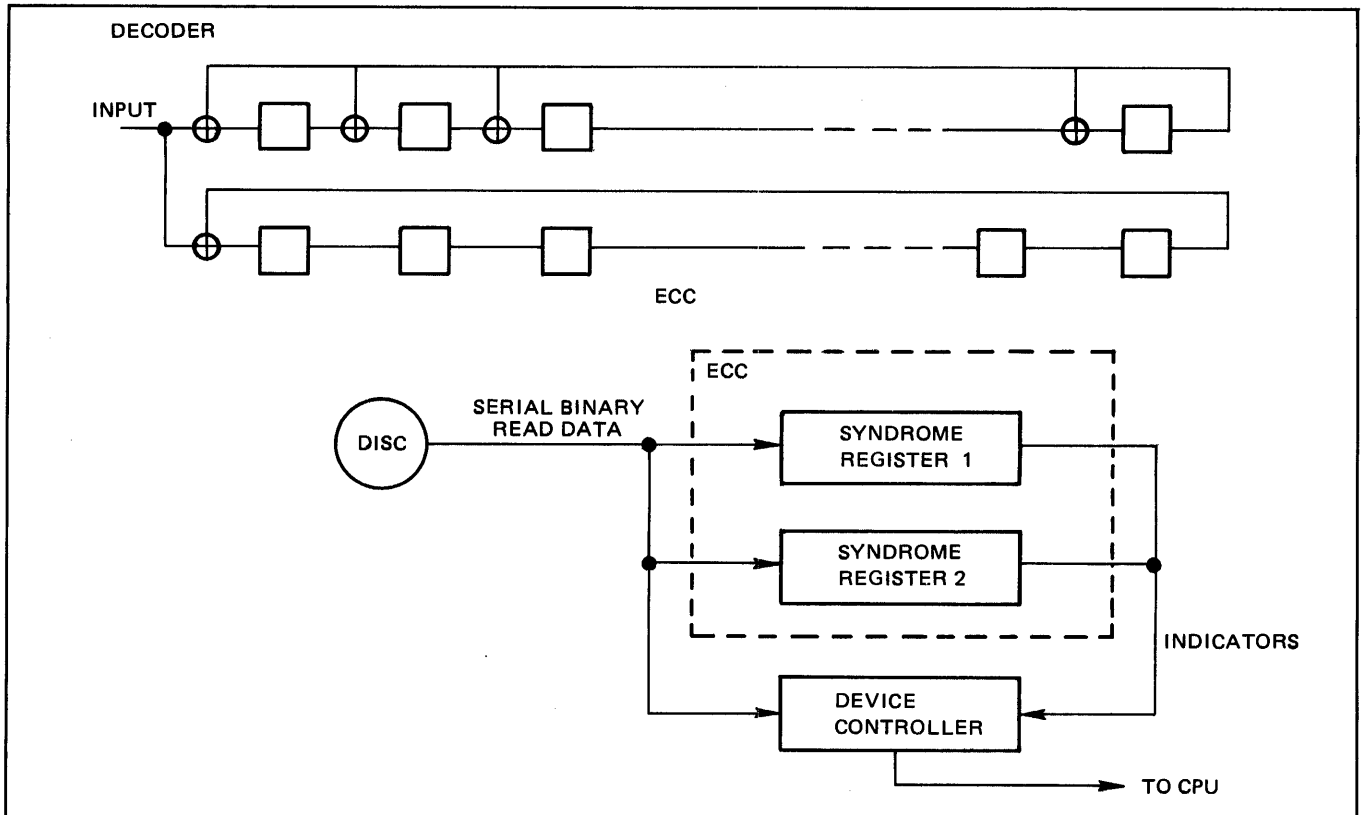 DECODER
INPUT
ECC
ECC
DISC
SERIAL BINARY
READ DATA
SYNDROME
REGISTER 1
SYNDROME
REGISTER 2
INDICATORS
DEVICE
CONTROLLER
TO CPU